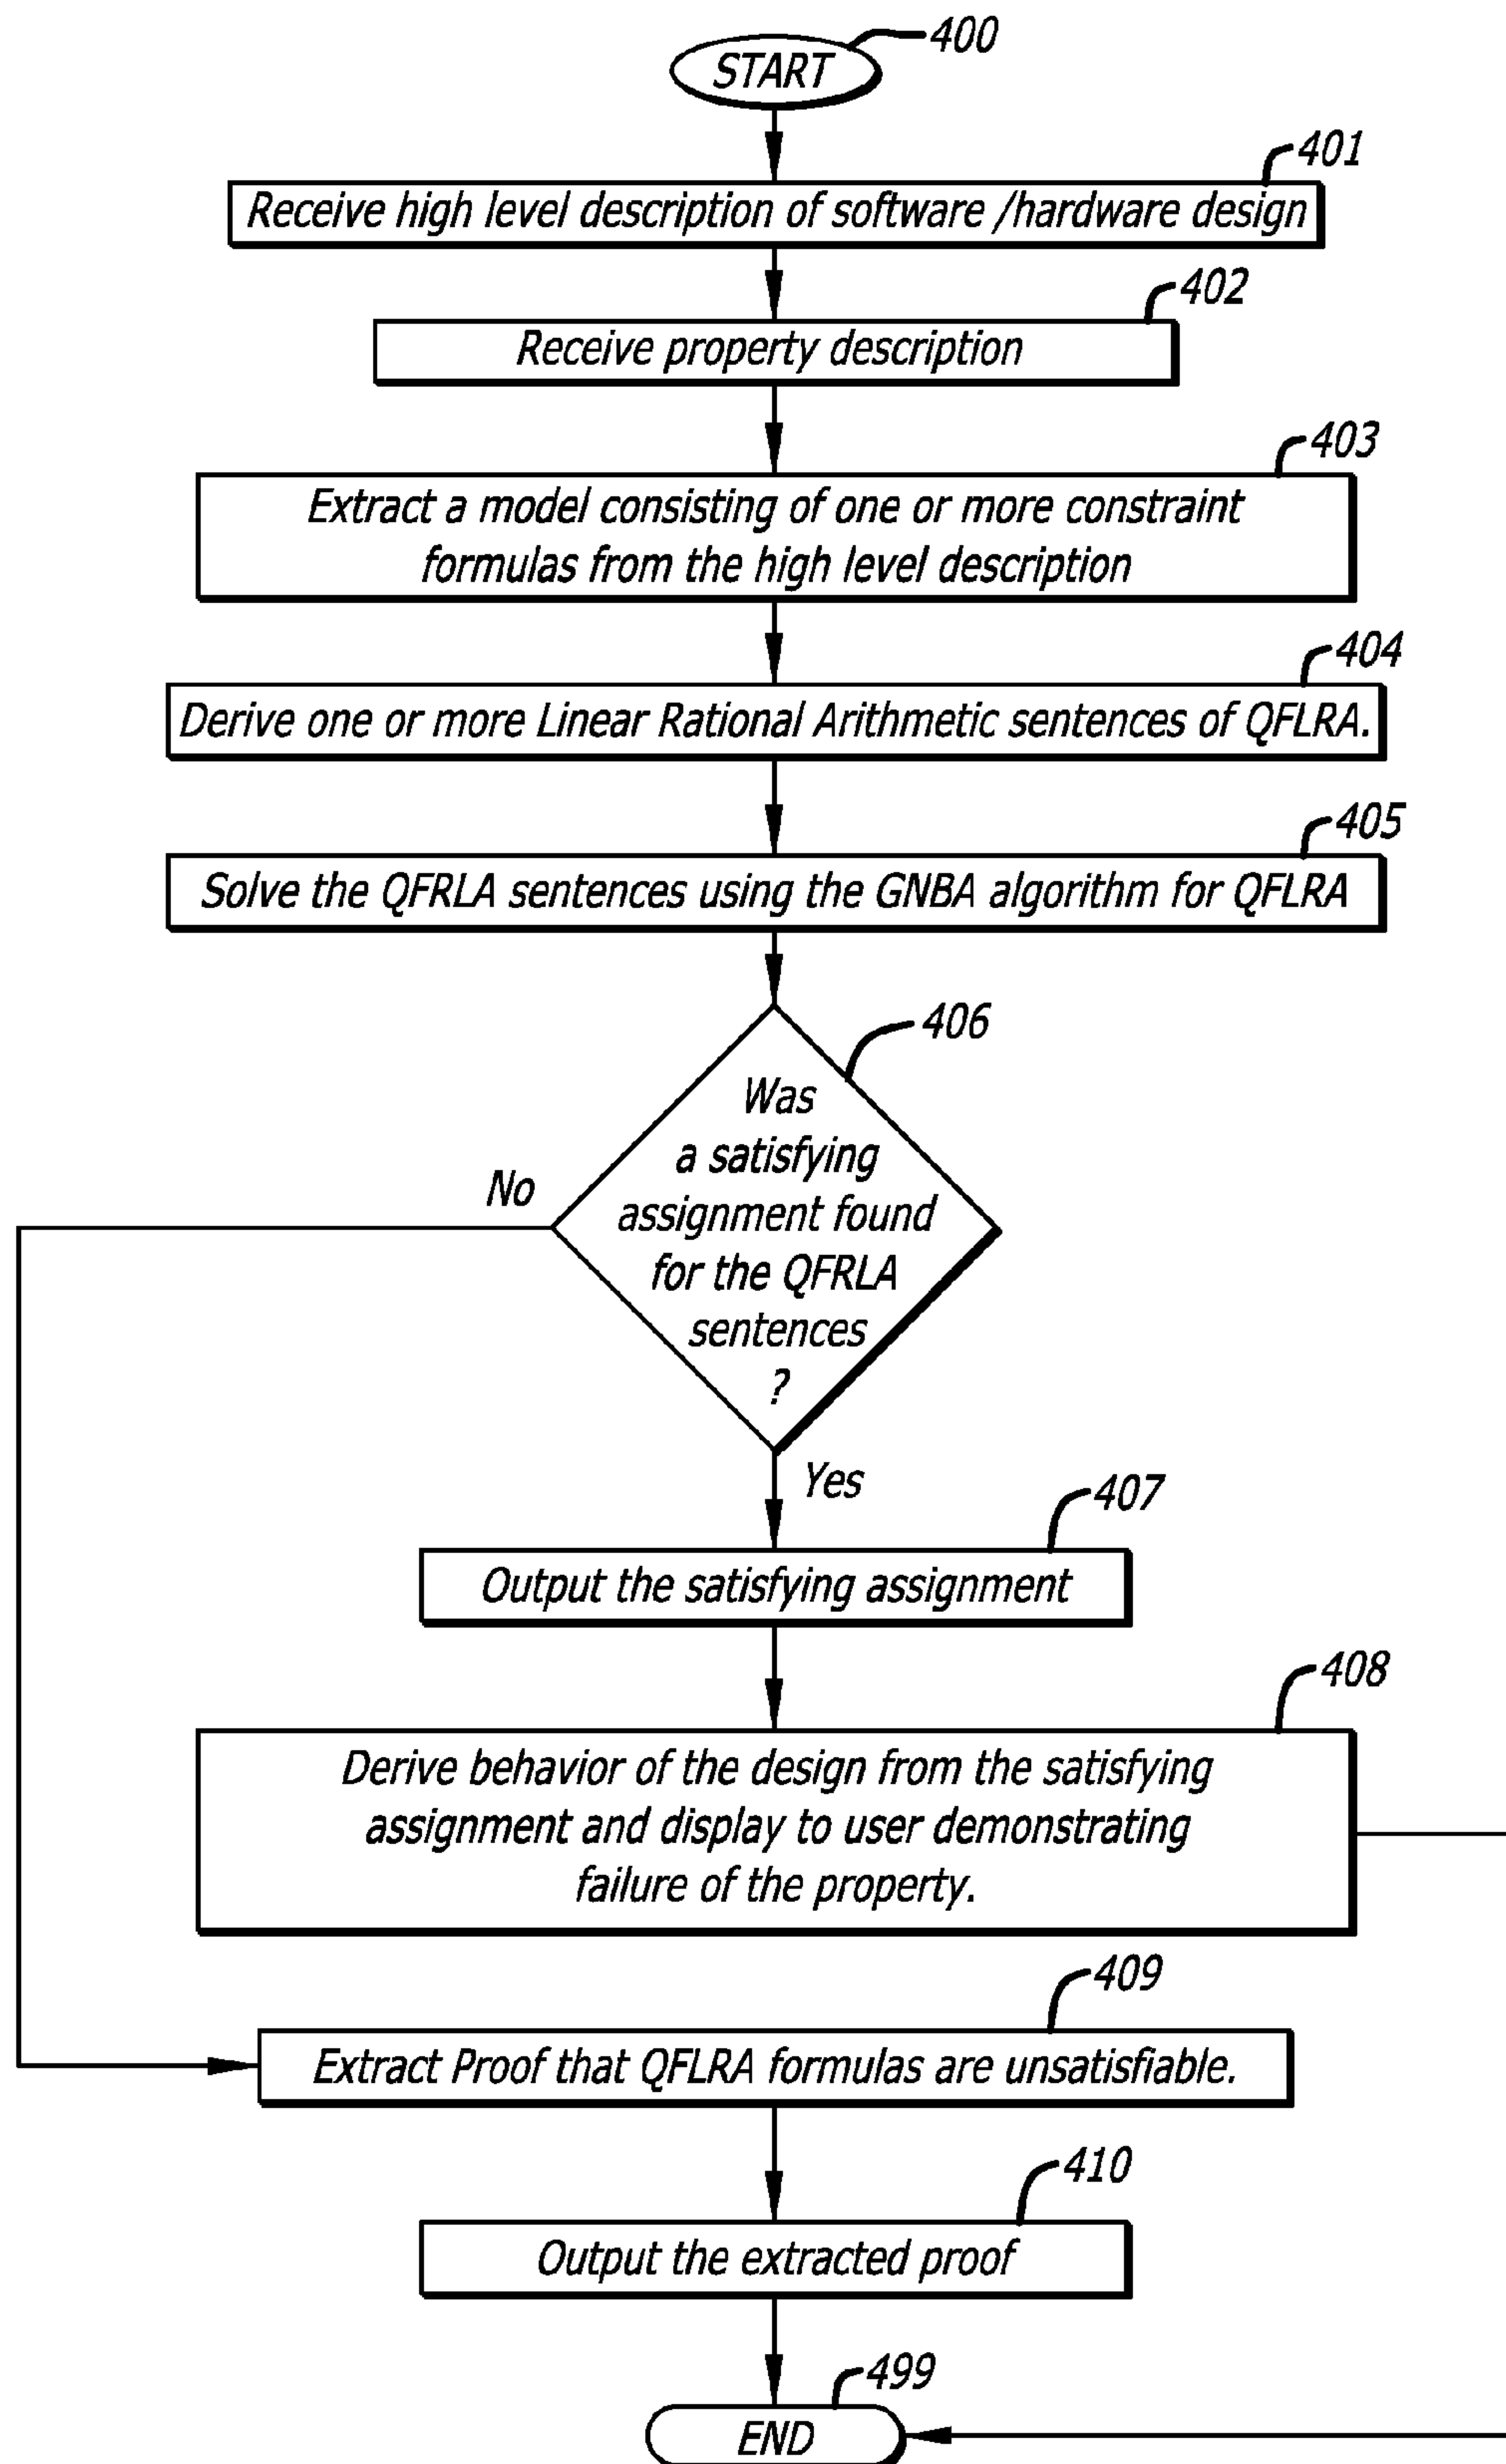 START
400
401
Receive high level description of software /hardware design
402
Receive property description
403
Extract a model consisting of one or more constraint
formulas from the high level description
404
Derive one or more Linear Rational Arithmetic sentences of QFLRA.
405
Solve the QFRLA sentences using the GNBA algorithm for QFLRA
406
Was
a satisfying
assignment found
for the QFRLA
sentences
?
No
Yes
407
Output the satisfying assignment
408
Derive behavior of the design from the satisfying
assignment and display to user demonstrating
failure of the property.
409
Extract Proof that QFLRA formulas are unsatisfiable.
410
Output the extracted proof
499
END